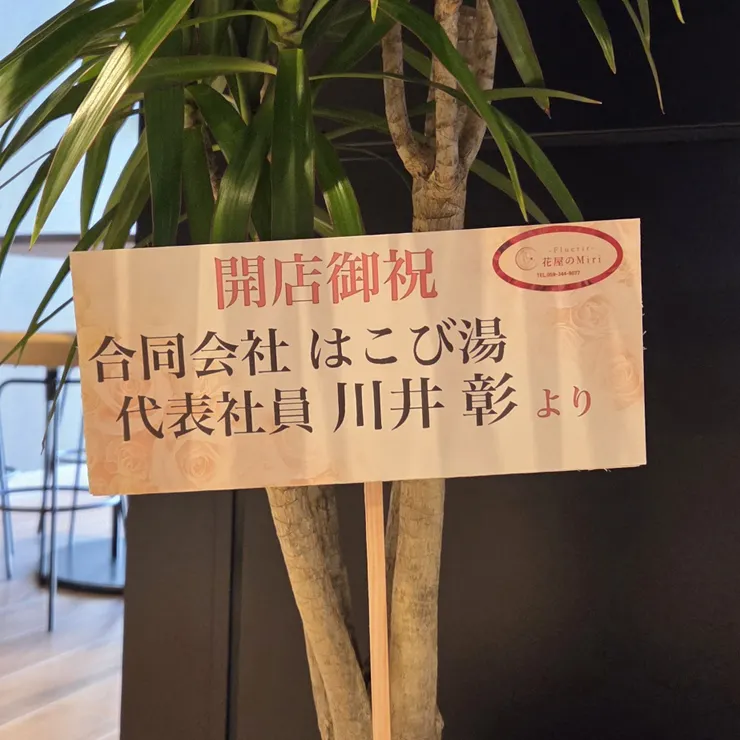 開店御祝
花屋のMiri
合同会社 はこび湯
代表社員 川井 彰 より